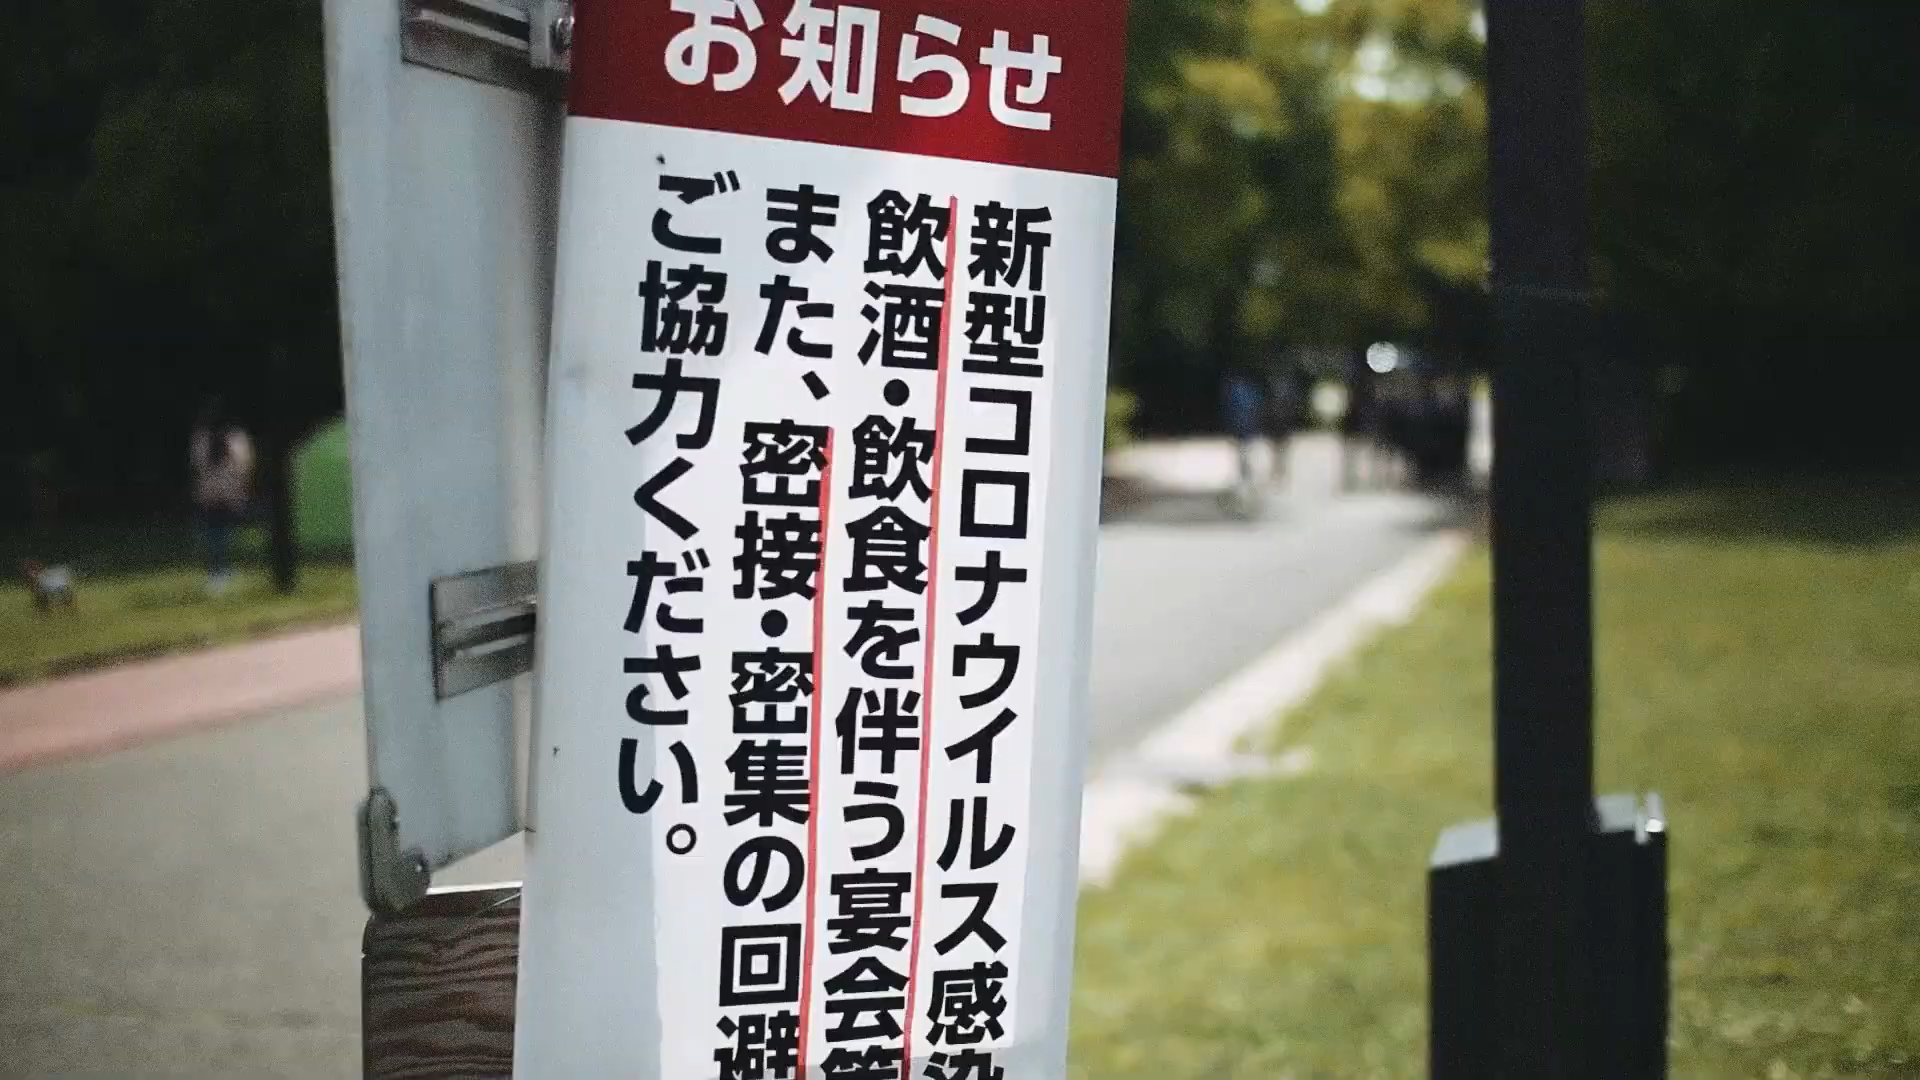 お知らせ
新型コロナウイルス感染
飲酒・飲食を伴う宴会等
また、密接・密集の回避
ご協力ください。